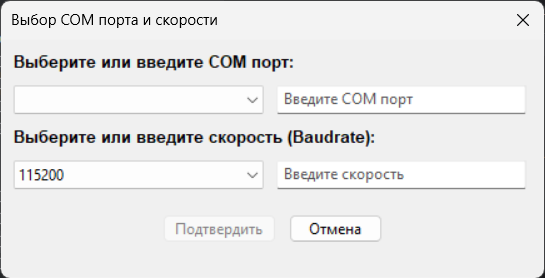 Выбор COM порта и скорости
Выберите или введите COM порт:
Введите COM порт
Выберите или введите скорость (Baudrate):
115200 Введите скорость
Подтвердить Отмена